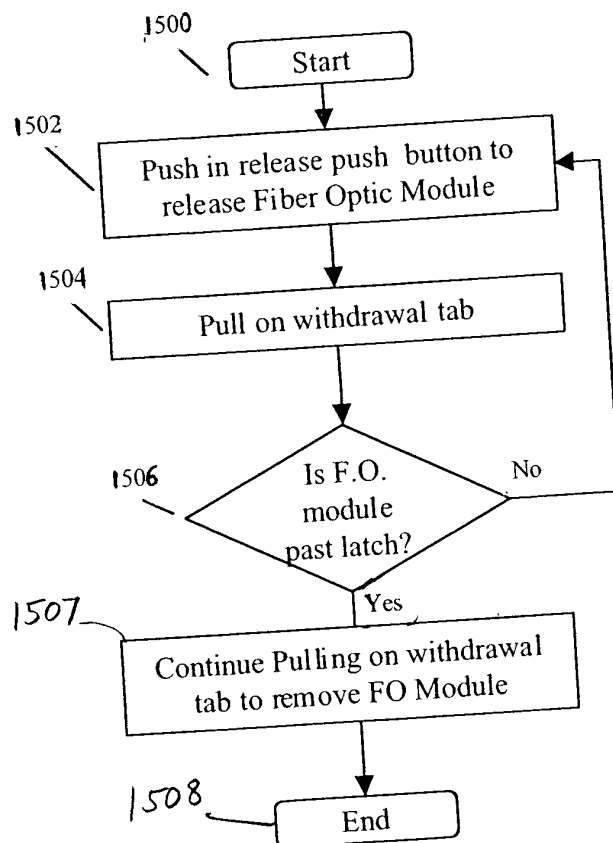 1500
Start
1502
Push in release push button to
release Fiber Optic Module
1504
Pull on withdrawal tab
1506
Is F.O.
module
past latch?
No
Yes
1507
Continue Pulling on withdrawal
tab to remove FO Module
1508
End